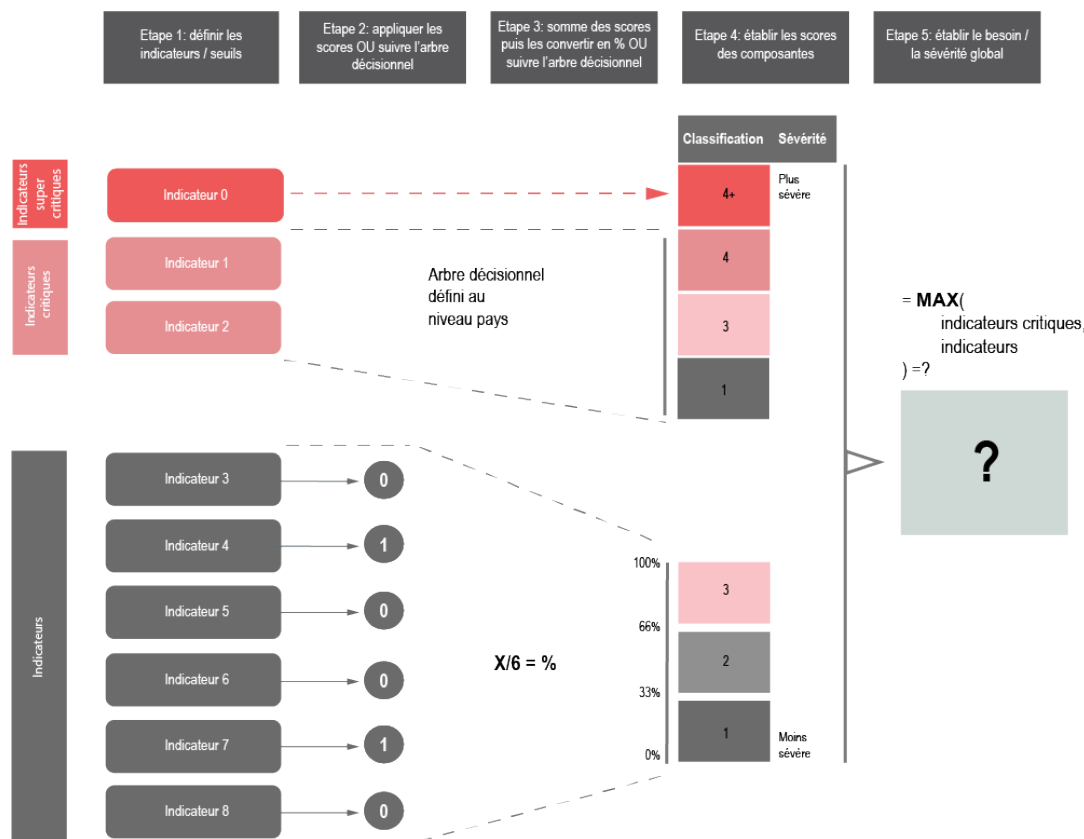 Etape 1: définir les
indicateurs / seuils
Etape 2: appliquer les
scores OU suivre l'arbre
décisionnel
Etape 3: somme des scores
puis les convertir en % OU
suivre l'arbre décisionnel
Etape 4: établir les scores
des composantes
Etape 5: établir le besoin /
la sévérité global
Classification
Sévérité
Indicateurs
super
critiques
Indicateur 0
4+
Plus
sévére
Indicateurs
critiques
Indicateur 1
Indicateur 2
Arbre décisionnel
défini au
niveau pays
4
3
1
= MAX(
indicateurs critiques,
indicateurs
) =?
?
Indicateurs
Indicateur 3
0
Indicateur 4
1
Indicateur 5
0
Indicateur 6
0
Indicateur 7
1
Indicateur 8
0
X/6 = %
100%
66%
33%
0%
3
2
1
Moins
sévére